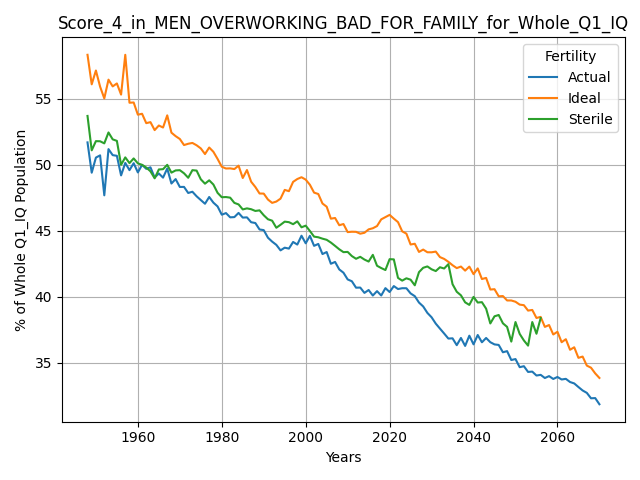 Score_4_in_MEN_OVERWORKING_BAD_FOR_FAMILY_for_Whole_Q1_IQ
Fertility
Actual
Ideal
Sterile
% of Whole Q1_IQ Population
55
50
45
40
35
1960
1980
2000
2020
2040
2060
Years